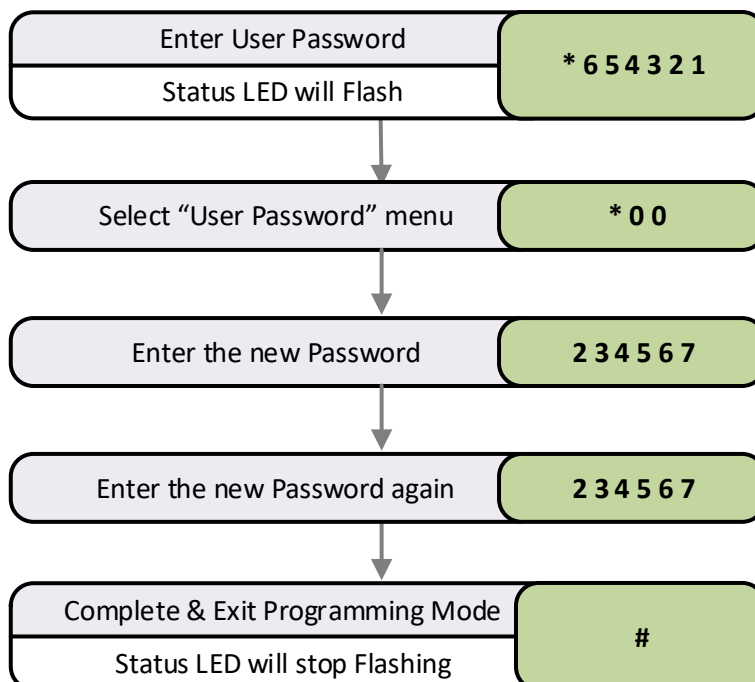 Enter User Password
* 6 5 4 3 2 1
Status LED will Flash
Select “User Password” menu
* 0 0
Enter the new Password
2 3 4 5 6 7
Enter the new Password again
2 3 4 5 6 7
Complete & Exit Programming Mode
#
Status LED will stop Flashing